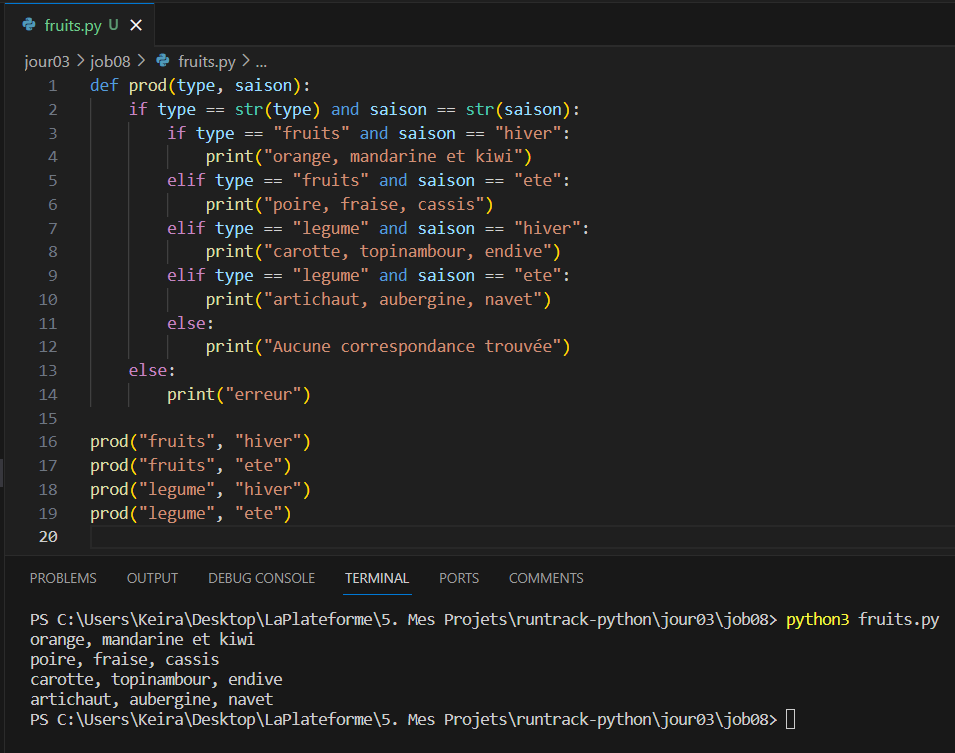 fruits.py U
jour03 > job08 > fruits.py > ...
1 def prod(type, saison):
2     if type == str(type) and saison == str(saison):
3         if type == "fruits" and saison == "hiver":
4             print("orange, mandarine et kiwi")
5         elif type == "fruits" and saison == "ete":
6             print("poire, fraise, cassis")
7         elif type == "legume" and saison == "hiver":
8             print("carotte, topinambour, endive")
9         elif type == "legume" and saison == "ete":
10             print("artichaut, aubergine, navet")
11         else:
12             print("Aucune correspondance trouvée")
13     else:
14         print("erreur")
15
16 prod("fruits", "hiver")
17 prod("fruits", "ete")
18 prod("legume", "hiver")
19 prod("legume", "ete")
20
PROBLEMS OUTPUT DEBUG CONSOLE TERMINAL PORTS COMMENTS
PS C:\Users\Keira\Desktop\LaPlateforme\5. Mes Projets\runtrack-python\jour03\job08> python3 fruits.py
orange, mandarine et kiwi
poire, fraise, cassis
carotte, topinambour, endive
artichaut, aubergine, navet
PS C:\Users\Keira\Desktop\LaPlateforme\5. Mes Projets\runtrack-python\jour03\job08>